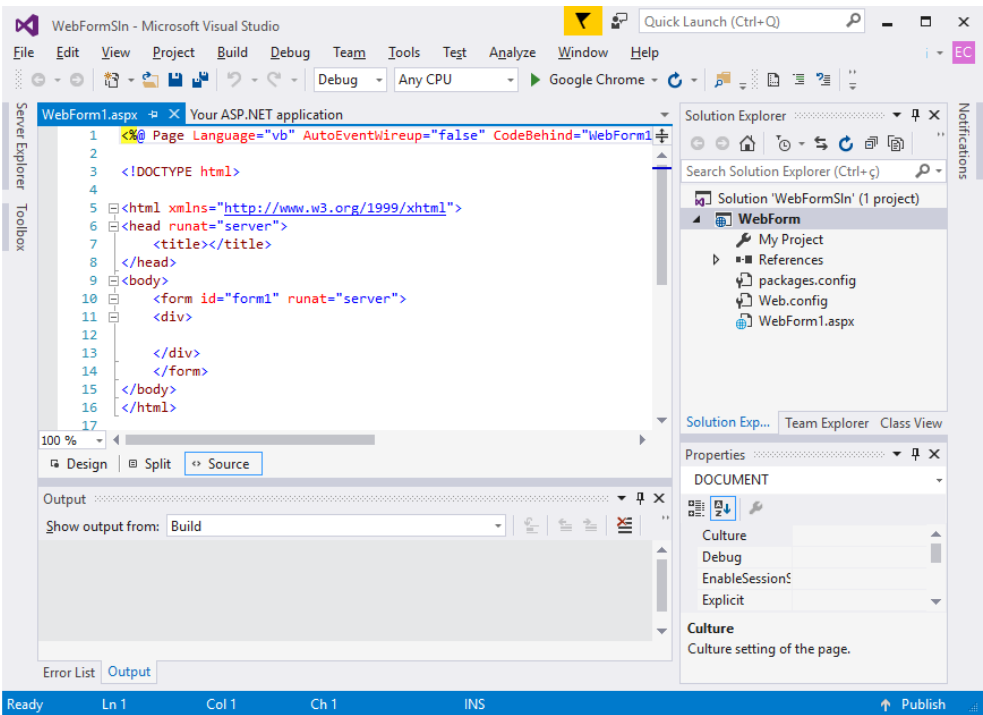 WebFormSln - Microsoft Visual Studio
Quick Launch (Ctrl+Q)
File Edit View Project Build Debug Team Tools Test Analyze Window Help
i EC
Debug Any CPU Google Chrome
Server Explorer
Toolbox
WebForm1.aspx Your ASP.NET application
1 <%@ Page Language="vb" AutoEventWireup="false" CodeBehind="WebForm1
2
3 <!DOCTYPE html>
4
5 <html xmlns="http://www.w3.org/1999/xhtml">
6 <head runat="server">
7 <title></title>
8 </head>
9 <body>
10 <form id="form1" runat="server">
11 <div>
12
13 </div>
14 </form>
15 </body>
16 </html>
17
100 %
Design Split Source
Output
Show output from: Build
Error List Output
Solution Explorer
Search Solution Explorer (Ctrl+ç)
Solution 'WebFormSln' (1 project)
WebForm
My Project
References
packages.config
Web.config
WebForm1.aspx
Solution Exp... Team Explorer Class View
Properties
DOCUMENT
Culture
Debug
EnableSessionS
Explicit
Culture
Culture setting of the page.
Notifications
Ready Ln 1 Col 1 Ch 1 INS Publish